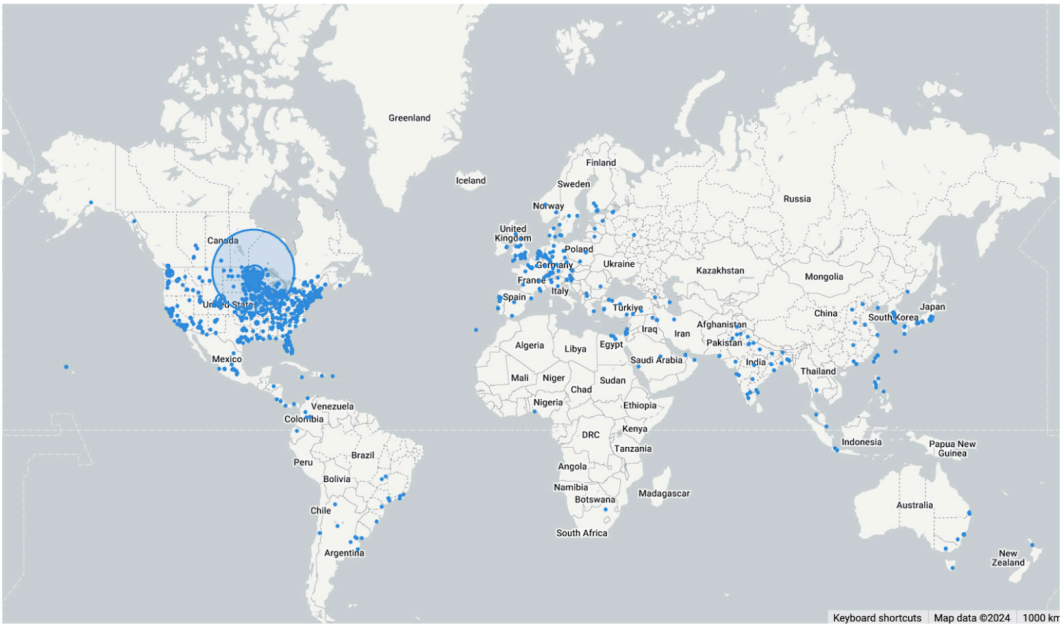 Greenland
Iceland
Finland
Sweden
Norway
Russia
Canada
United
Kingdom
Poland
Germany
Ukraine
Kazakhstan
Mongolia
France
Italy
United States
Spain
Türkiye
China
South Korea
Japan
Afghanistan
Iraq
Iran
Pakistan
Algeria
Libya
Egypt
Mexico
Saudi Arabia
India
Thailand
Mali
Niger
Chad
Sudan
Nigeria
Ethiopia
Venezuela
Colombia
Kenya
DRC
Indonesia
Papua New
Guinea
Tanzania
Brazil
Peru
Angola
Bolivia
Namibia
Madagascar
Botswana
Chile
Australia
South Africa
Argentina
New
Zealand
Keyboard shortcuts Map data ©2024 1000 km